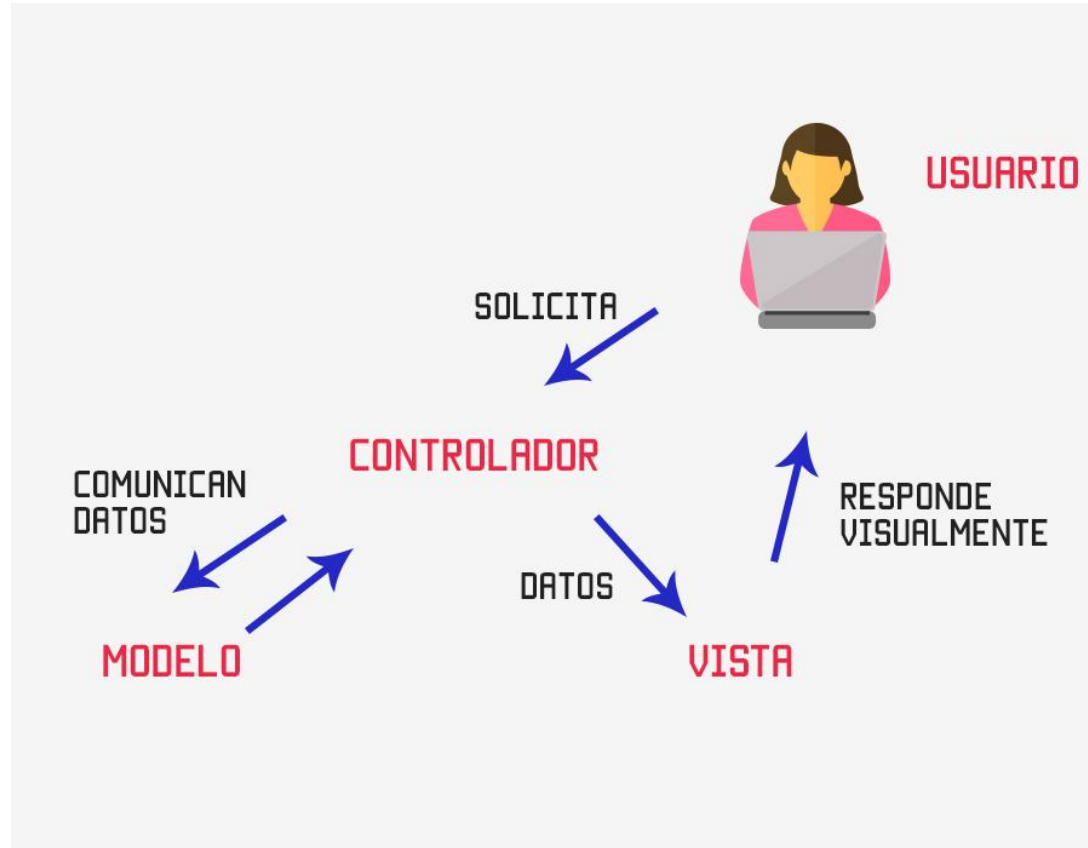 USUARIO
SOLICITA
CONTROLADOR
COMUNICAN
DATOS
RESPONDE
VISUALMENTE
DATOS
MODELO
VISTA